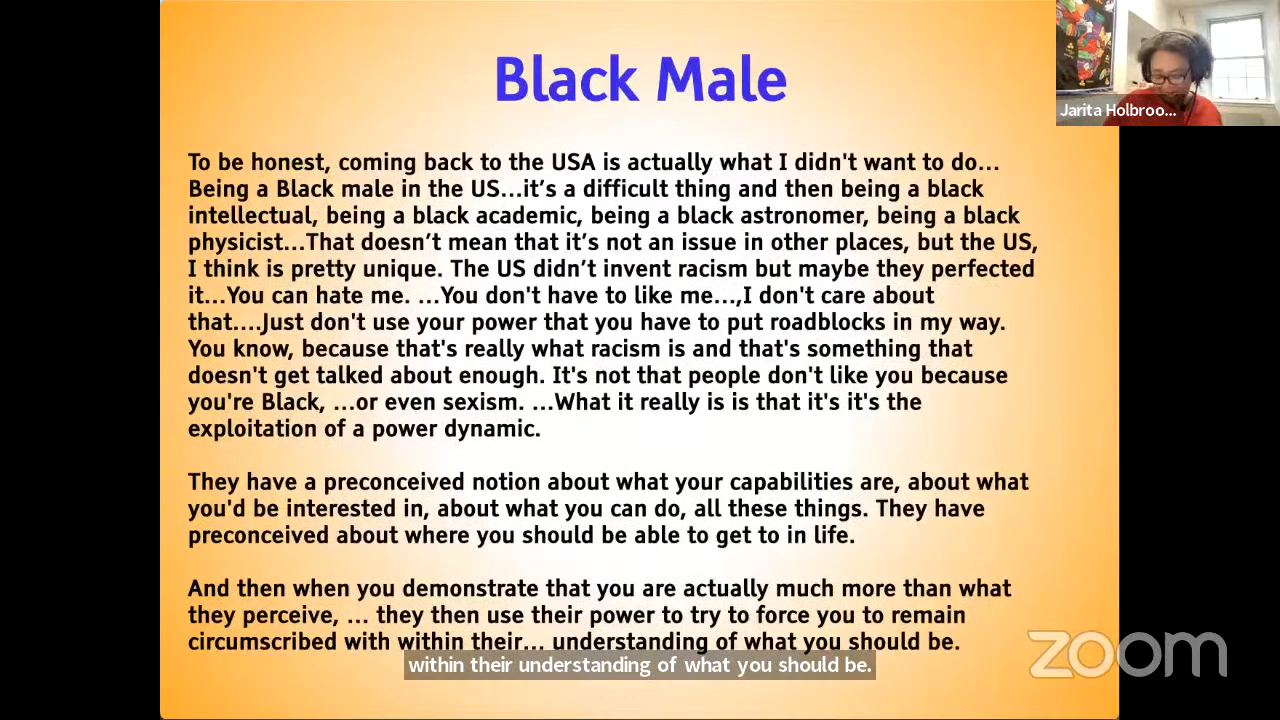 Black Male
Jarita Holbroo...
To be honest, coming back to the USA is actually what I didn't want to do...
Being a Black male in the US...it’s a difficult thing and then being a black
intellectual, being a black academic, being a black astronomer, being a black
physicist...That doesn’t mean that it’s not an issue in other places, but the US,
I think is pretty unique. The US didn’t invent racism but maybe they perfected
it...You can hate me. ...You don't have to like me...,I don't care about
that....Just don't use your power that you have to put roadblocks in my way.
You know, because that's really what racism is and that's something that
doesn't get talked about enough. It's not that people don't like you because
you're Black, ...or even sexism. ...What it really is is that it's it's the
exploitation of a power dynamic.
They have a preconceived notion about what your capabilities are, about what
you'd be interested in, about what you can do, all these things. They have
preconceived about where you should be able to get to in life.
And then when you demonstrate that you are actually much more than what
they perceive, ... they then use their power to try to force you to remain
circumscribed with within their... understanding of what you should be.
within their understanding of what you should be.
zoom